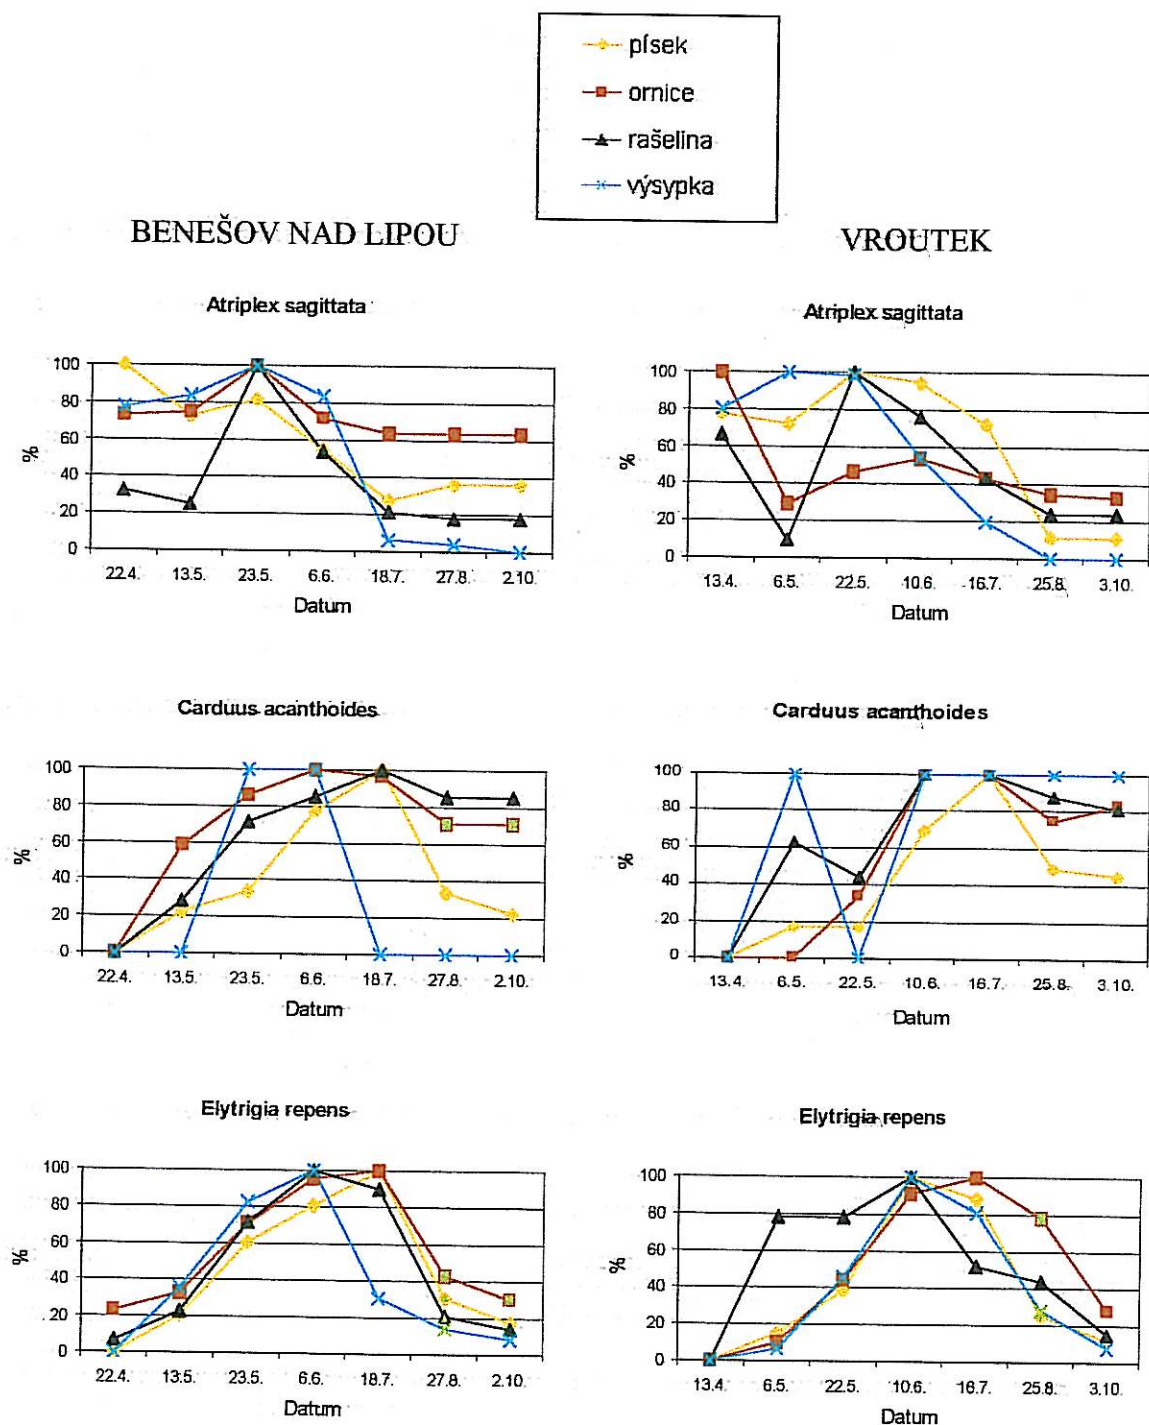 písek
ornice
rašelina
výsypka
BENEŠOV NAD LIPOU
VROUTEK
Atriplex sagittata
100
80
60
40
20
0
%
22.4. 13.5. 23.5. 6.6. 18.7. 27.8. 2.10.
Datum
Atriplex sagittata
100
80
60
40
20
0
%
13.4. 6.5. 22.5. 10.6. 16.7. 25.8. 3.10.
Datum
Carduus acanthoides
100
80
60
40
20
0
%
22.4. 13.5. 23.5. 6.6. 18.7. 27.8. 2.10.
Datum
Carduus acanthoides
100
80
60
40
20
0
%
13.4. 6.5. 22.5. 10.6. 16.7. 25.8. 3.10.
Datum
Elytrigia repens
100
80
60
40
20
0
%
22.4. 13.5. 23.5. 6.6. 18.7. 27.8. 2.10.
Datum
Elytrigia repens
100
80
60
40
20
0
%
13.4. 6.5. 22.5. 10.6. 16.7. 25.8. 3.10.
Datum